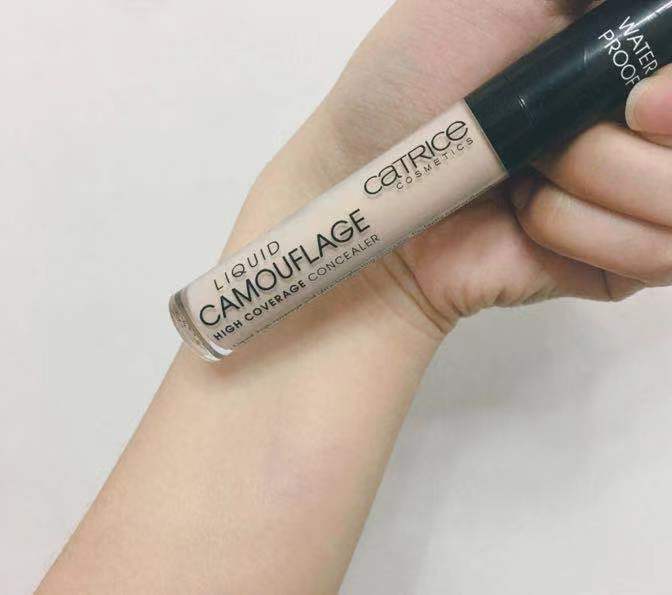 WATER
PROOF
CATRICE
COSMETICS
LIQUID
CAMOUFLAGE
HIGH COVERAGE CONCEALER